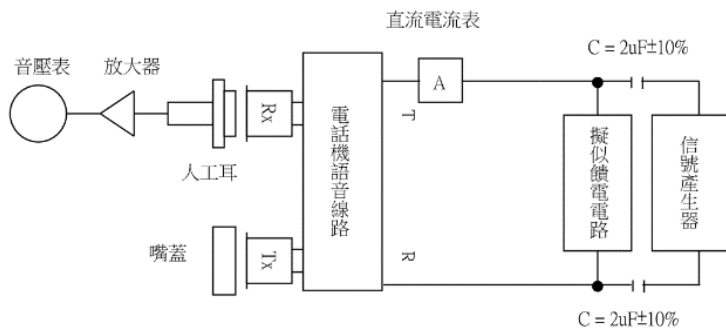 直流電流表
C = 2uF±10%
音壓表
放大器
A
Rx
電話機語音線路
T
擬似饋電電路
信號產生器
人工耳
嘴蓋
Tx
R
C = 2uF±10%